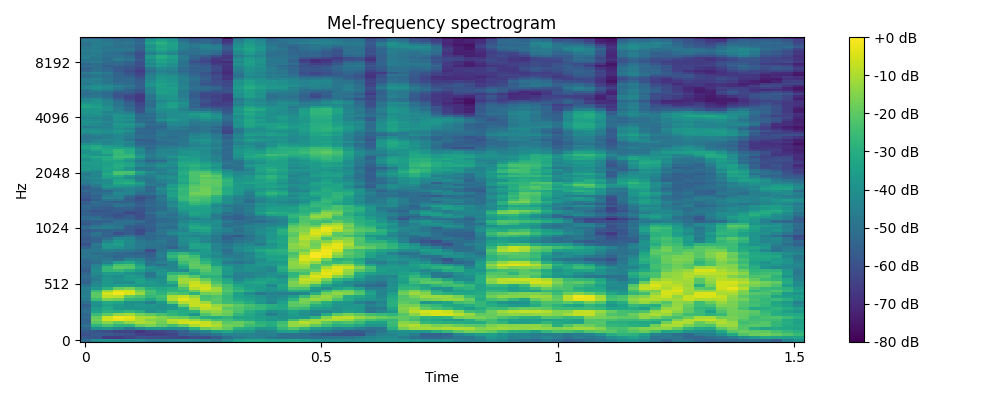 Mel-frequency spectrogram
Hz
8192
4096
2048
1024
512
0
0
0.5
1
1.5
Time
+0 dB
-10 dB
-20 dB
-30 dB
-40 dB
-50 dB
-60 dB
-70 dB
-80 dB